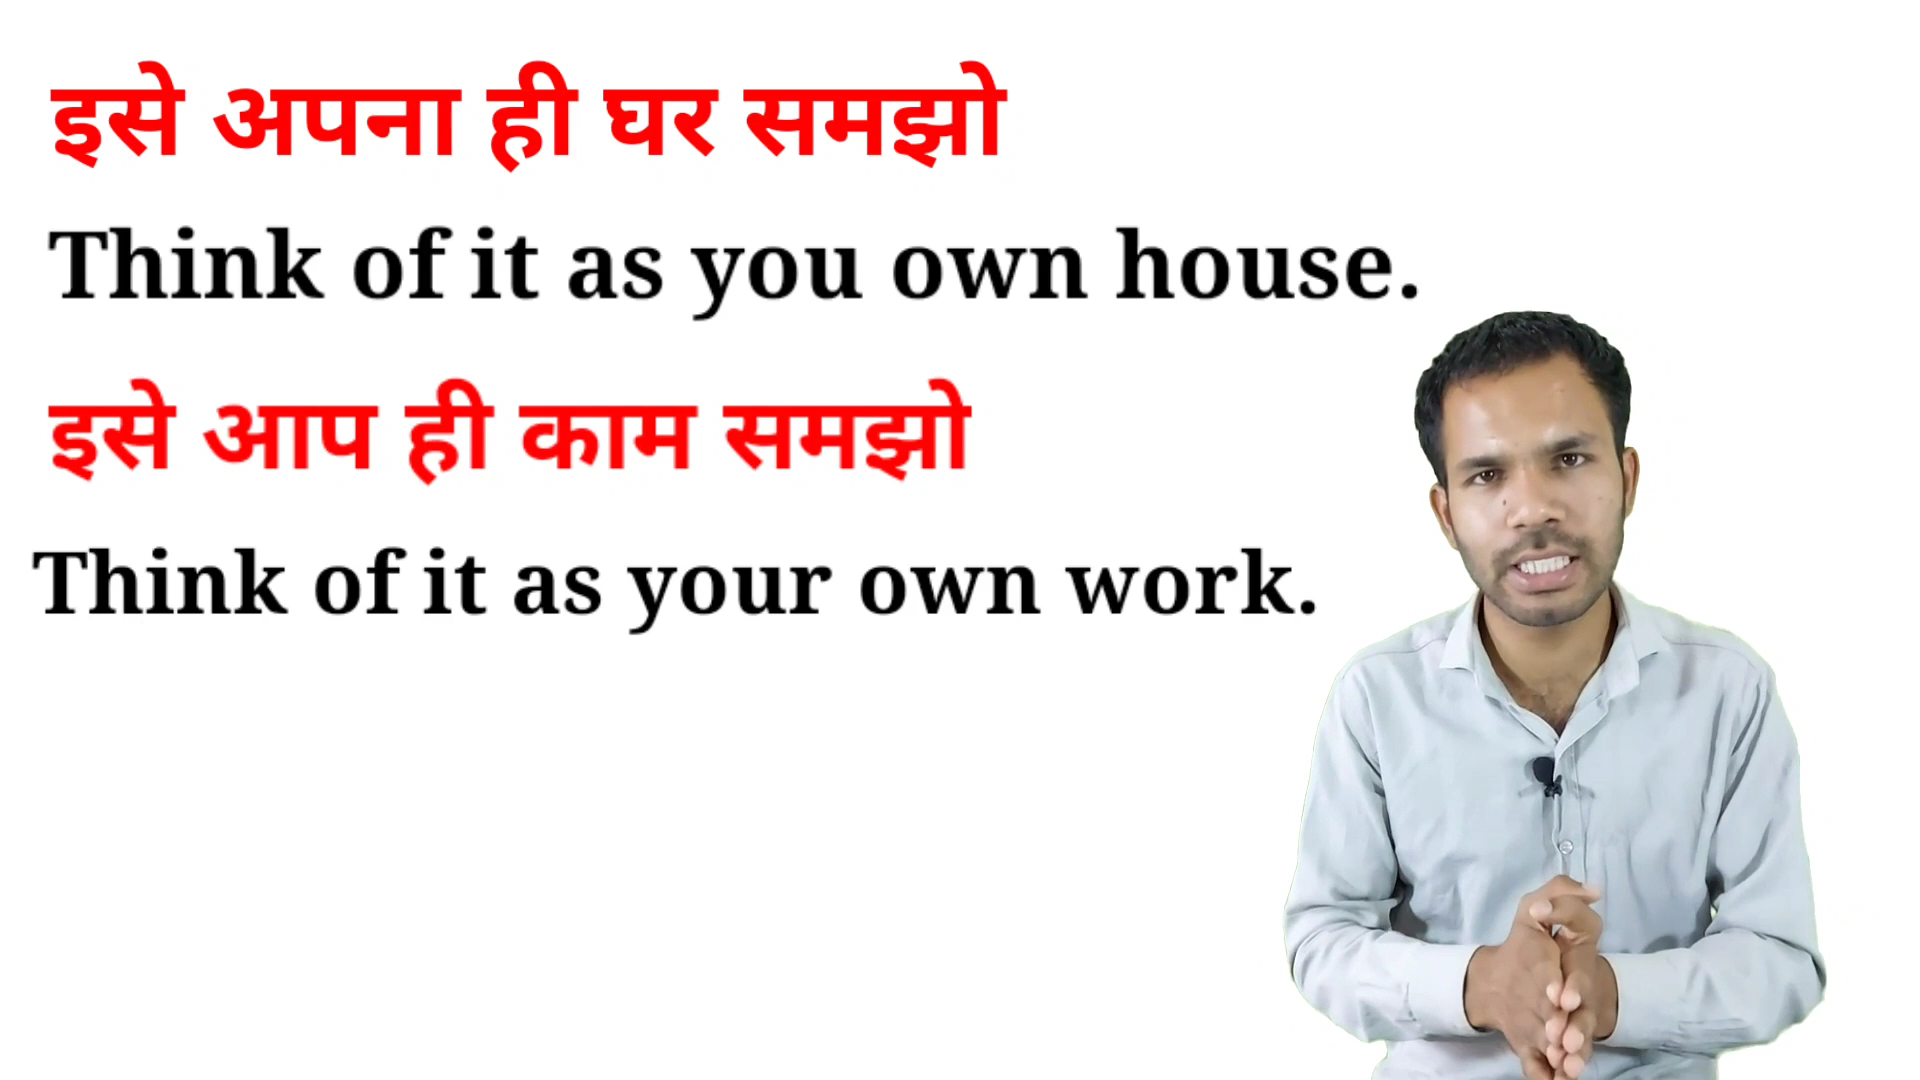 इसे अपना ही घर समझो
Think of it as you own house.
इसे आप ही काम समझो
Think of it as your own work.